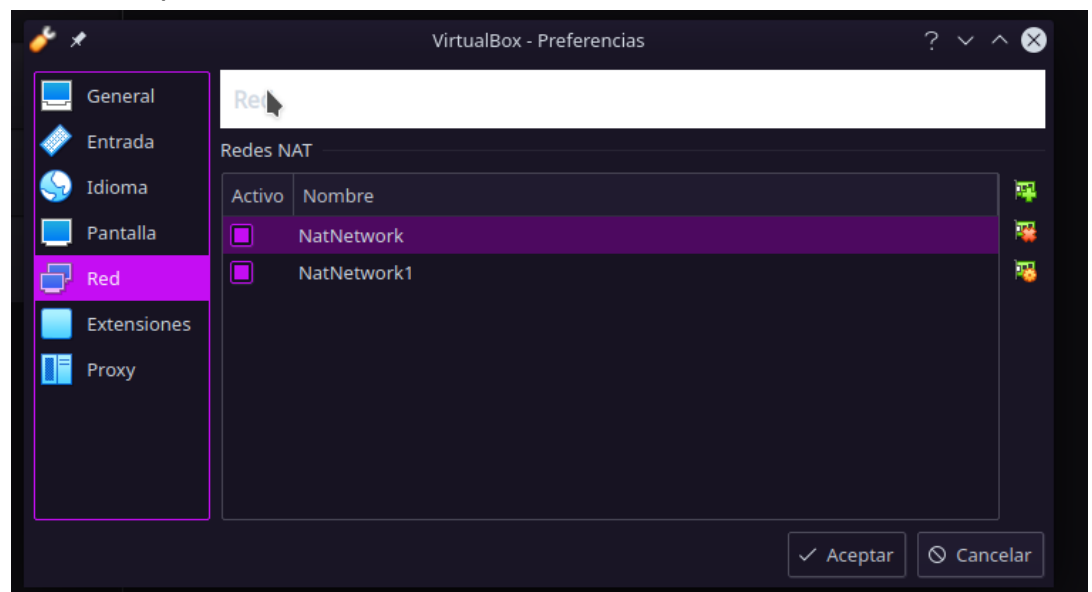 VirtualBox - Preferencias
General
Entrada
Idioma
Pantalla
Red
Extensiones
Proxy
Redes NAT
Activo Nombre
NatNetwork
NatNetwork1
Aceptar
Cancelar